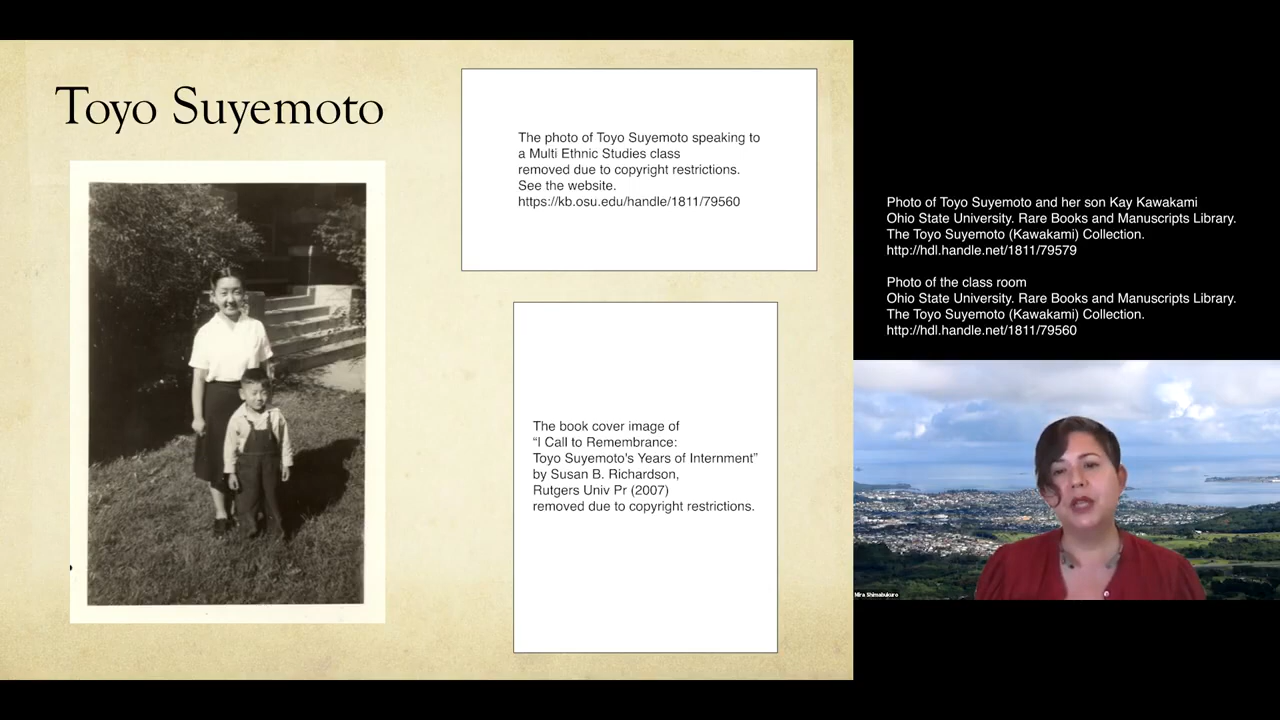 Toyo Suyemoto
The photo of Toyo Suyemoto speaking to
a Multi Ethnic Studies class
removed due to copyright restrictions.
See the website.
https://kb.osu.edu/handle/1811/79560
The book cover image of
“I Call to Remembrance:
Toyo Suyemoto's Years of Internment”
by Susan B. Richardson,
Rutgers Univ Pr (2007)
removed due to copyright restrictions.
Photo of Toyo Suyemoto and her son Kay Kawakami
Ohio State University. Rare Books and Manuscripts Library.
The Toyo Suyemoto (Kawakami) Collection.
http://hdl.handle.net/1811/79579
Photo of the class room
Ohio State University. Rare Books and Manuscripts Library.
The Toyo Suyemoto (Kawakami) Collection.
http://hdl.handle.net/1811/79560
Mira Shimabukuro